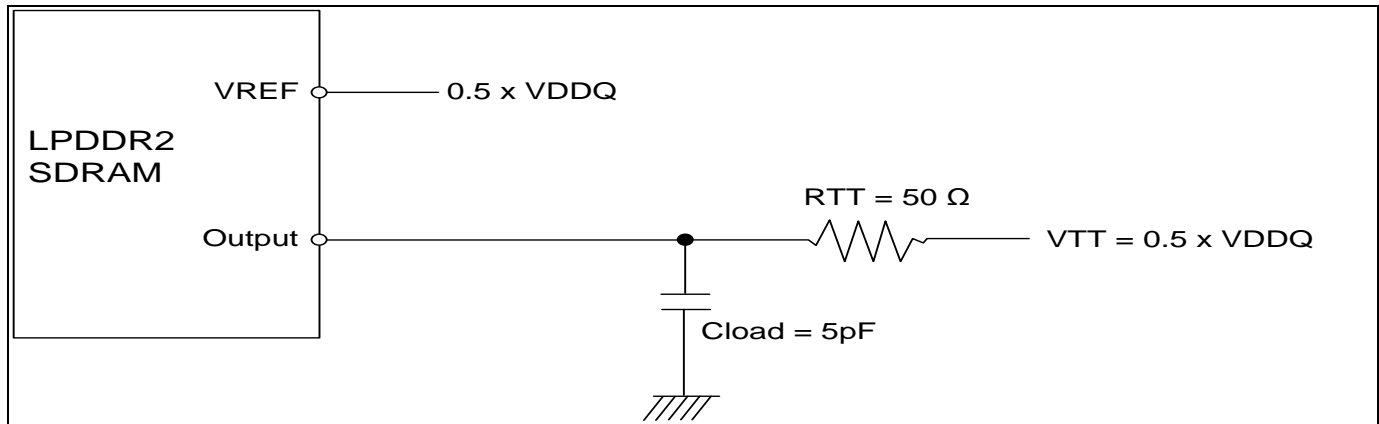 VREF
0.5 x VDDQ
LPDDR2
SDRAM
RTT = 50 Ω
Output
VTT = 0.5 x VDDQ
Cload = 5pF